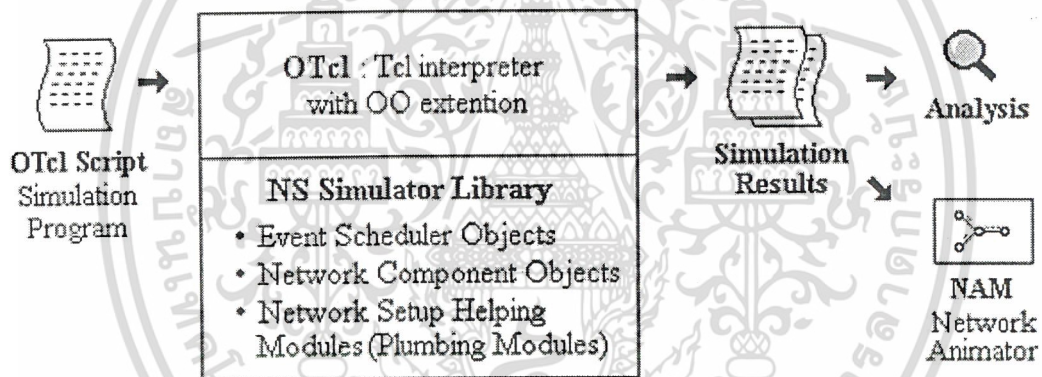 OTcl Script
Simulation
Program
OTcl : Tcl interpreter
with OO extention
NS Simulator Library
• Event Scheduler Objects
• Network Component Objects
• Network Setup Helping
Modules (Plumbing Modules)
Simulation
Results
Analysis
NAM
Network
Animator